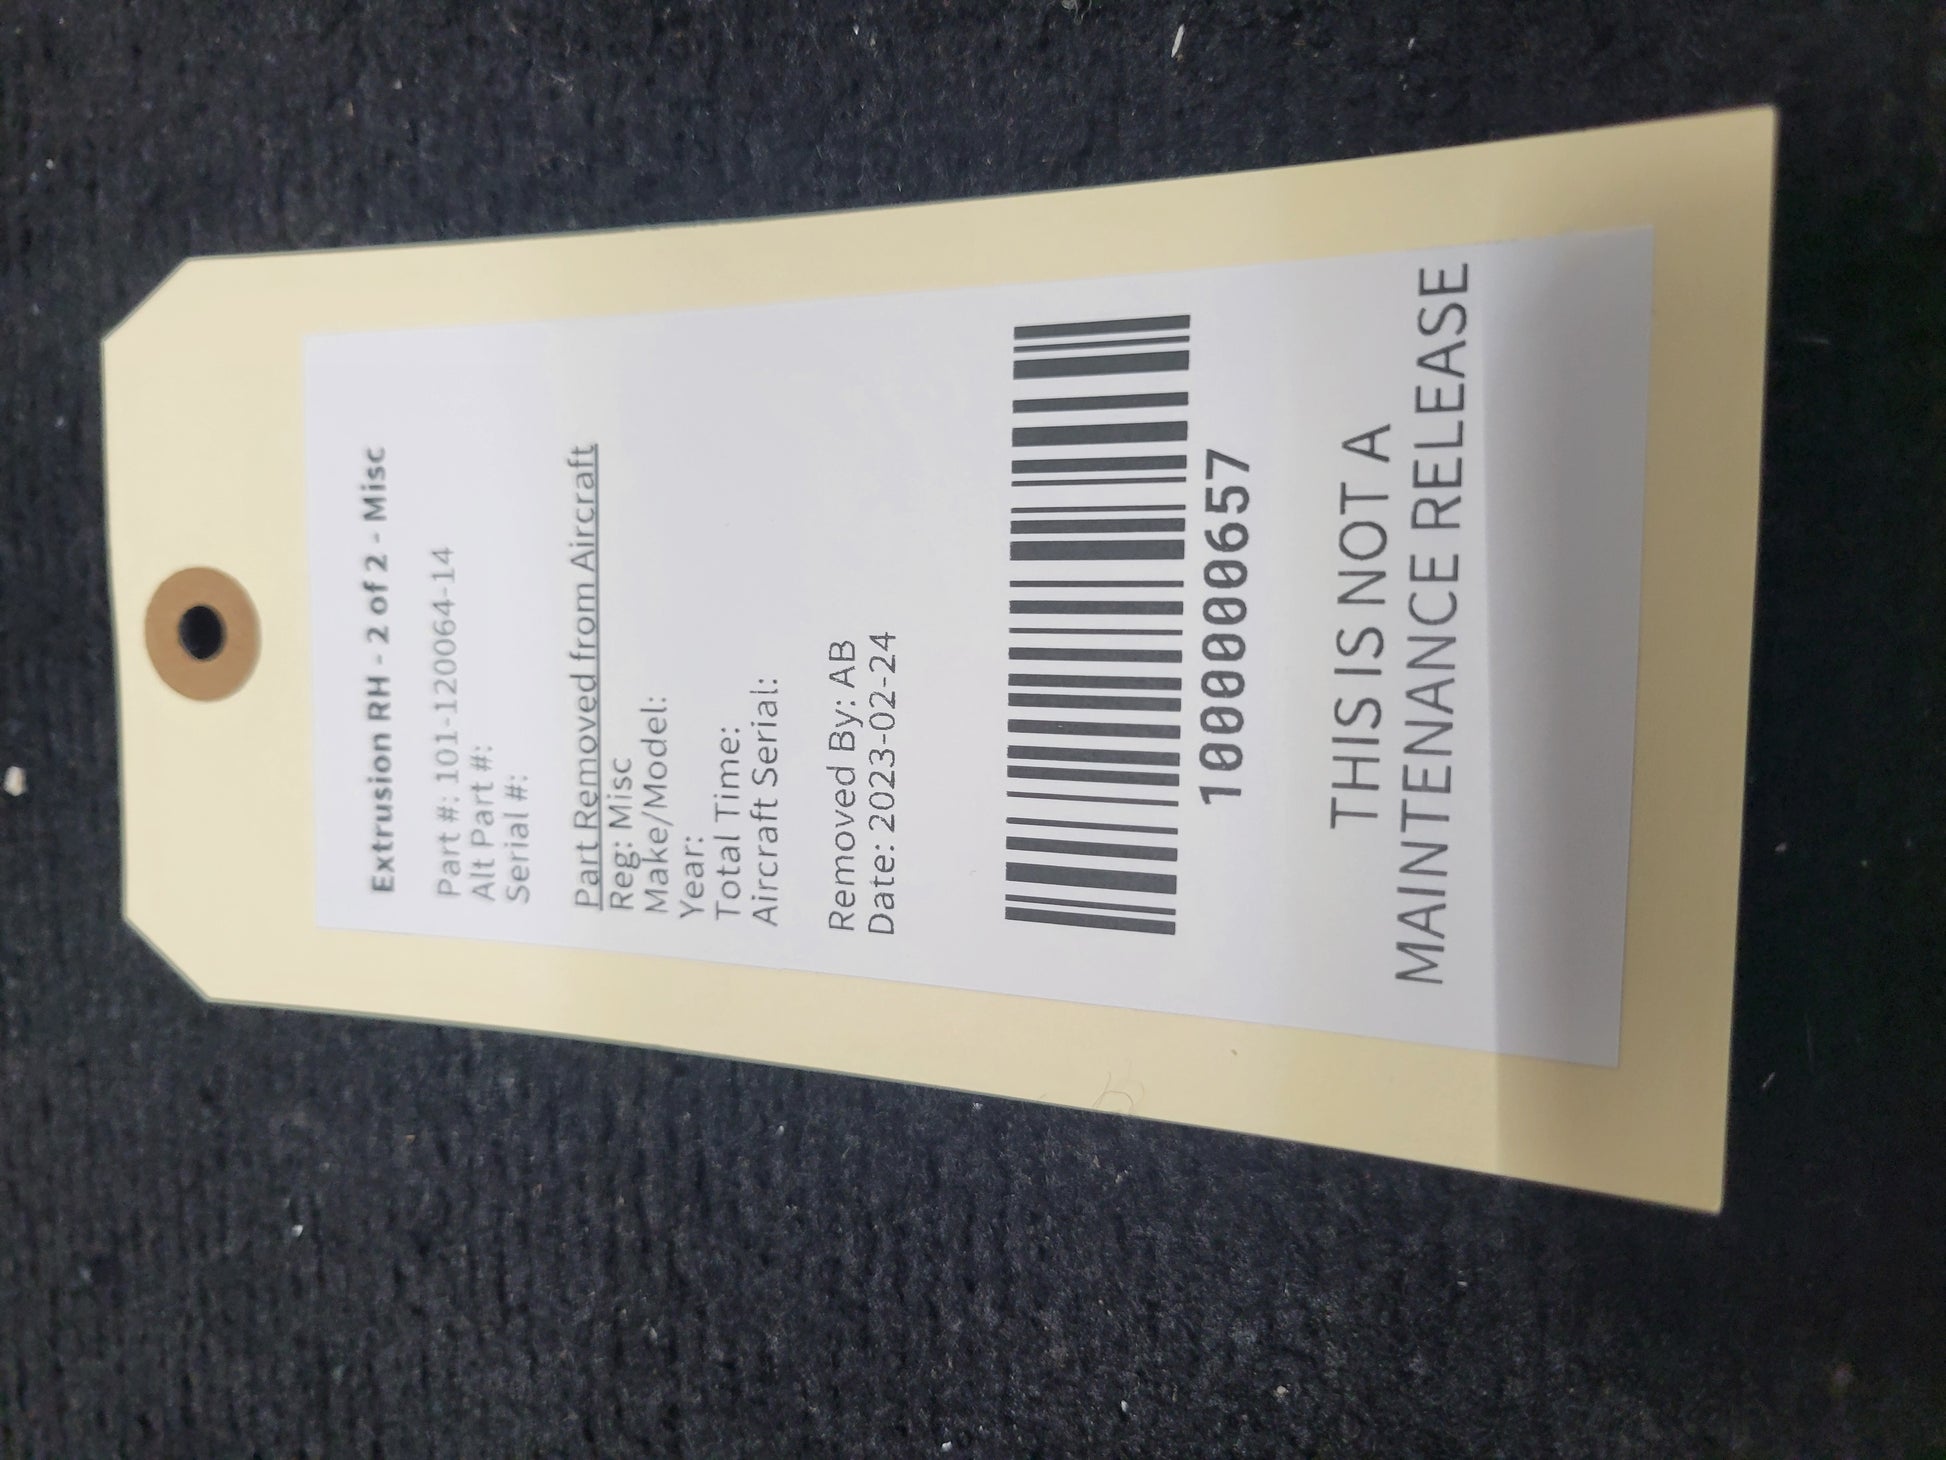 Extrusion RH - 2 of 2 - Misc
Part #: 101-120064-14
Alt Part #:
Serial #:
Part Removed from Aircraft
Reg: Misc
Make/Model:
Year:
Total Time:
Aircraft Serial:
Removed By: AB
Date: 2023-02-24
1000000657
THIS IS NOT A
MAINTENANCE RELEASE